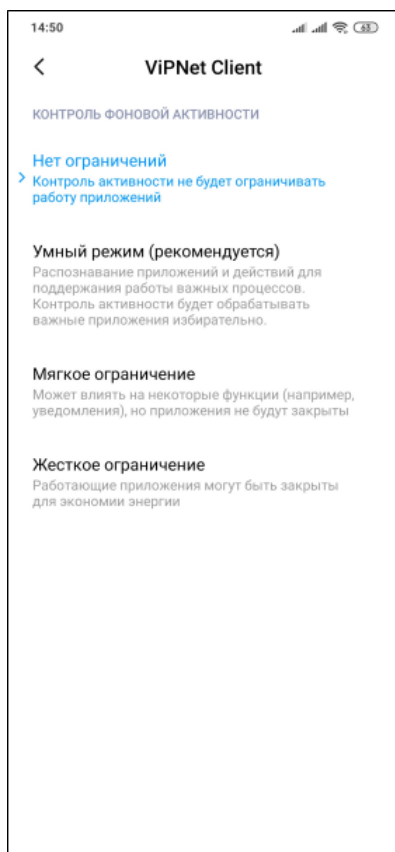 14:50
63
ViPNet Client
КОНТРОЛЬ ФОНОВОЙ АКТИВНОСТИ
Нет ограничений
Контроль активности не будет ограничивать
работу приложений
Умный режим (рекомендуется)
Распознавание приложений и действий для
поддержания работы важных процессов.
Контроль активности будет обрабатывать
важные приложения избирательно.
Мягкое ограничение
Может влиять на некоторые функции (например,
уведомления), но приложения не будут закрыты
Жесткое ограничение
Работающие приложения могут быть закрыты
для экономии энергии